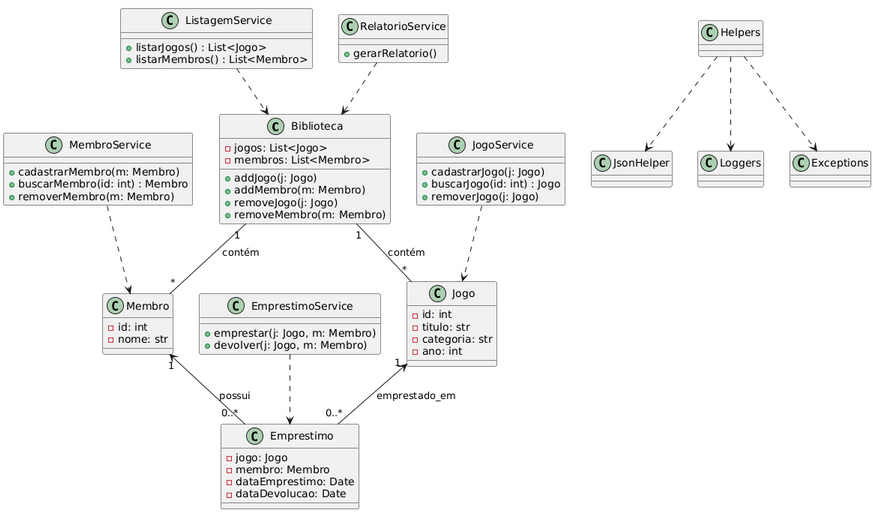 ListagemService
listarJogos() : List<Jogo>
listarMembros() : List<Membro>
RelatorioService
gerarRelatorio()
Helpers
MembroService
cadastrarMembro(m: Membro)
buscarMembro(id: int) : Membro
removerMembro(m: Membro)
Biblioteca
jogos: List<Jogo>
membros: List<Membro>
addJogo(j: Jogo)
addMembro(m: Membro)
removeJogo(j: Jogo)
removeMembro(m: Membro)
JogoService
cadastrarJogo(j: Jogo)
buscarJogo(id: int) : Jogo
removerJogo(j: Jogo)
JsonHelper
Loggers
Exceptions
1
contém
*
1
contém
*
Membro
id: int
nome: str
EmprestimoService
emprestar(j: Jogo, m: Membro)
devolver(j: Jogo, m: Membro)
Jogo
id: int
titulo: str
categoria: str
ano: int
1
possui
0..*
1
emprestado_em
0..*
Emprestimo
jogo: Jogo
membro: Membro
dataEmprestimo: Date
dataDevolucao: Date